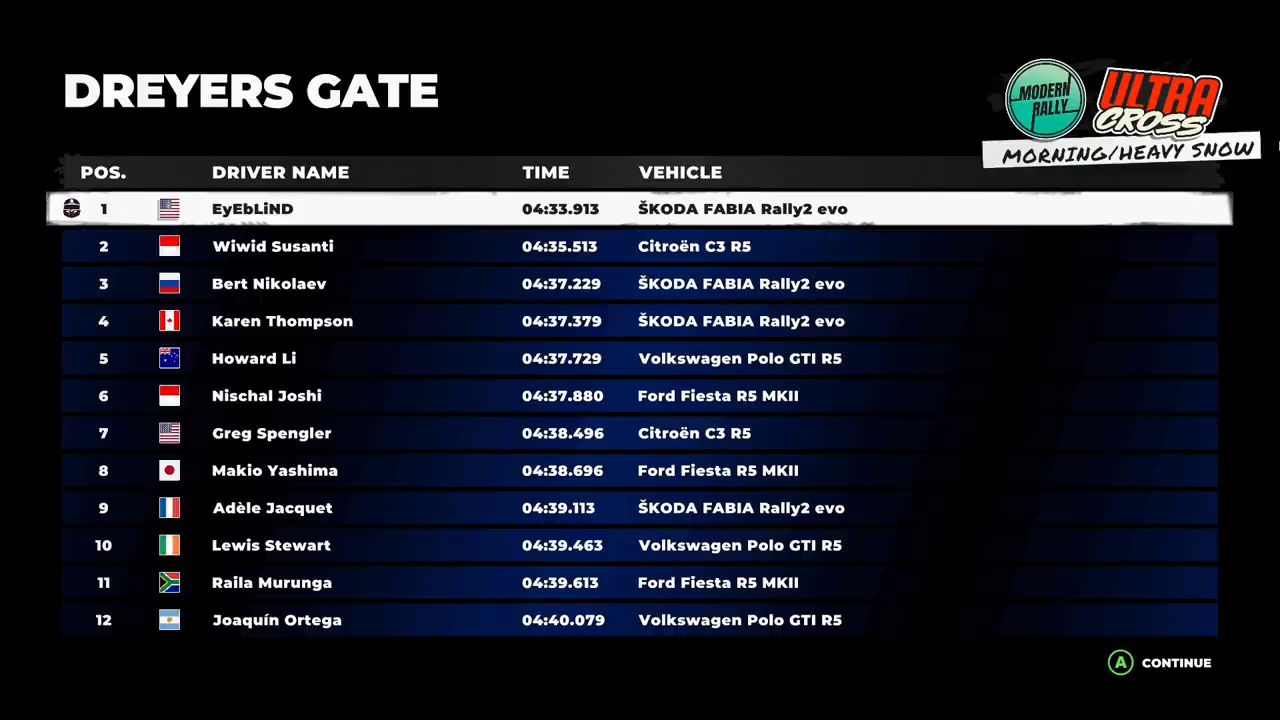 DREYERS GATE
MODERN RALLY
ULTRA CROSS
MORNING/HEAVY SNOW
POS. DRIVER NAME TIME VEHICLE
1 EyEbLiND 04:33.913 ŠKODA FABIA Rally2 evo
2 Wiwid Susanti 04:35.513 Citroën C3 R5
3 Bert Nikolaev 04:37.229 ŠKODA FABIA Rally2 evo
4 Karen Thompson 04:37.379 ŠKODA FABIA Rally2 evo
5 Howard Li 04:37.729 Volkswagen Polo GTI R5
6 Nischal Joshi 04:37.880 Ford Fiesta R5 MKII
7 Greg Spengler 04:38.496 Citroën C3 R5
8 Makio Yashima 04:38.696 Ford Fiesta R5 MKII
9 Adèle Jacquet 04:39.113 ŠKODA FABIA Rally2 evo
10 Lewis Stewart 04:39.463 Volkswagen Polo GTI R5
11 Raila Murunga 04:39.613 Ford Fiesta R5 MKII
12 Joaquín Ortega 04:40.079 Volkswagen Polo GTI R5
A CONTINUE